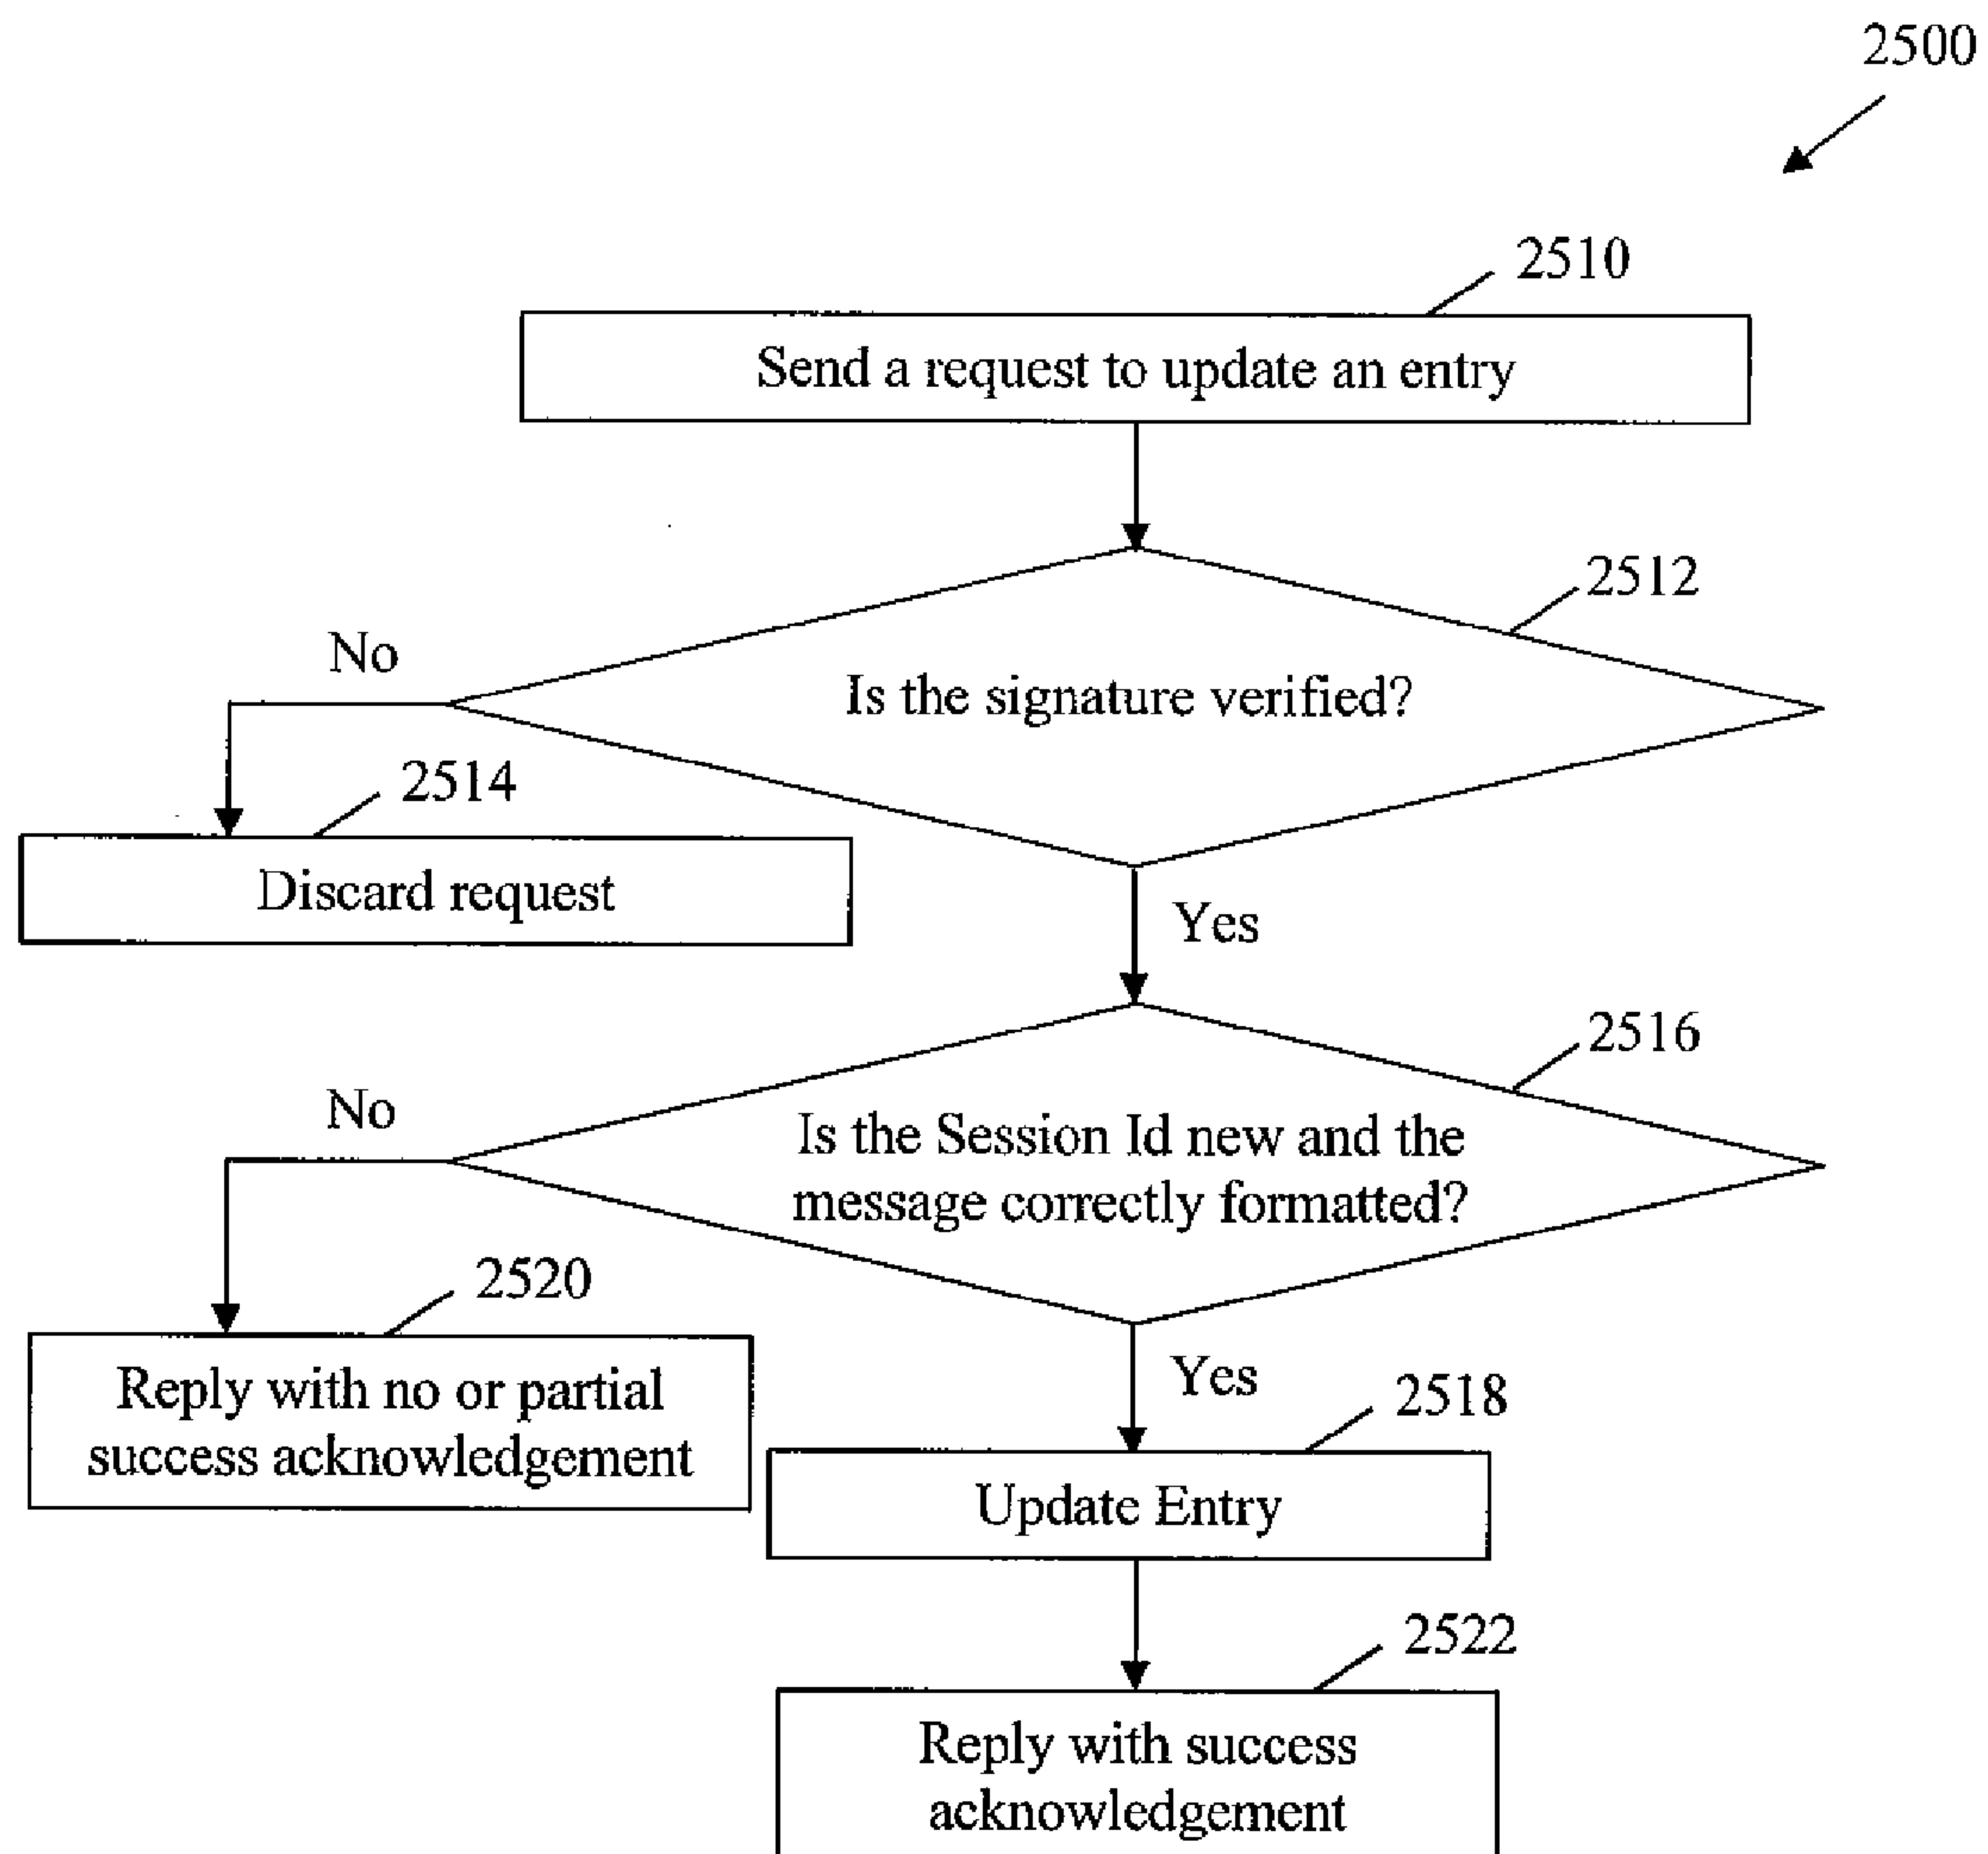 2500
2510
Send a request to update an entry
2512
No
Is the signature verified?
2514
Discard request
Yes
2516
No
Is the Session Id new and the
message correctly formatted?
2520
Reply with no or partial
success acknowledgement
Yes
2518
Update Entry
2522
Reply with success
acknowledgement